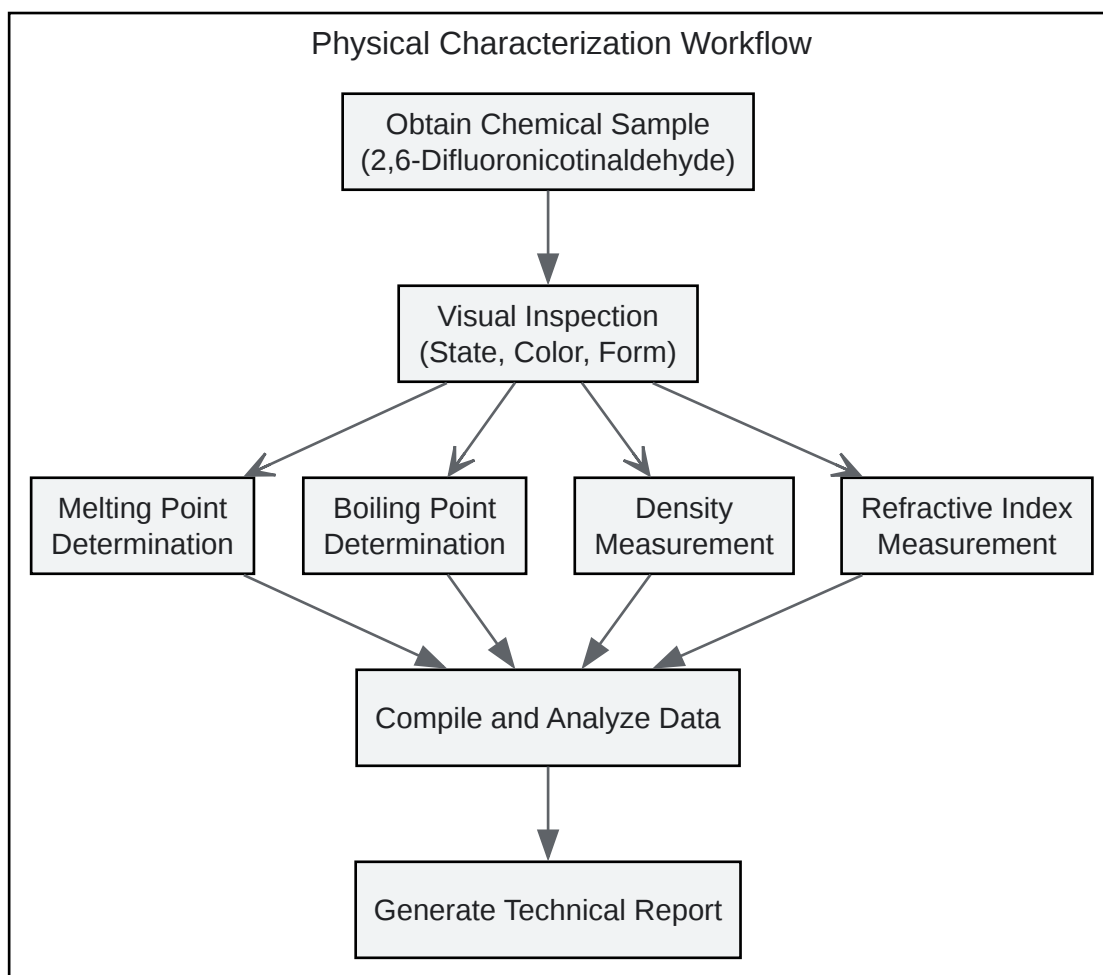 Physical Characterization Workflow
Obtain Chemical Sample
(2,6-Difluoronicotinaldehyde)
Visual Inspection
(State, Color, Form)
Melting Point
Determination
Boiling Point
Determination
Density
Measurement
Refractive Index
Measurement
Compile and Analyze Data
Generate Technical Report